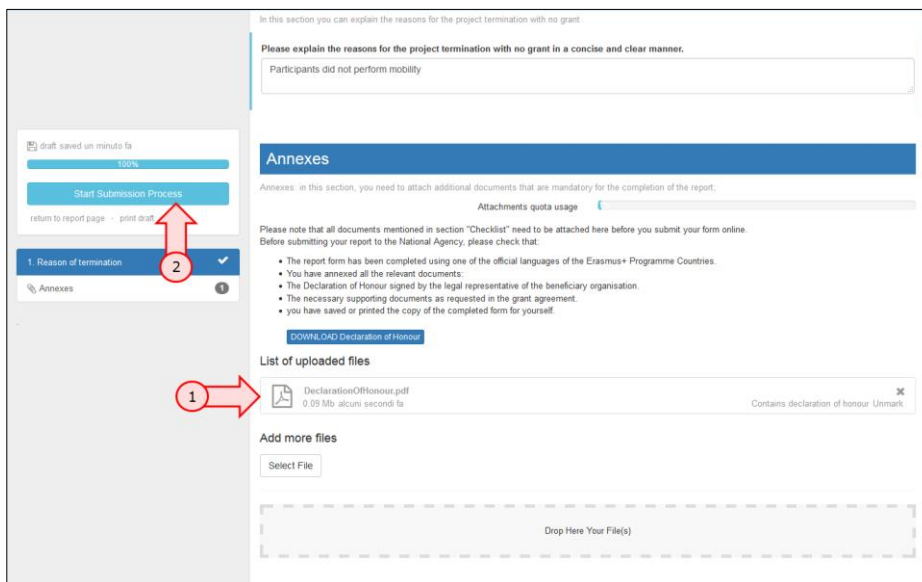 In this section you can explain the reasons for the project termination with no grant
Please explain the reasons for the project termination with no grant in a concise and clear manner.
Participants did not perform mobility
draft saved un minuto fa
100%
Start Submission Process
return to report page - print draft
2
1. Reason of termination
Annexes 1
Annexes
Annexes: in this section, you need to attach additional documents that are mandatory for the completion of the report;
Attachments quota usage
Please note that all documents mentioned in section "Checklist" need to be attached here before you submit your form online.
Before submitting your report to the National Agency, please check that:
• The report form has been completed using one of the official languages of the Erasmus+ Programme Countries.
• You have annexed all the relevant documents:
• The Declaration of Honour signed by the legal representative of the beneficiary organisation.
• The necessary supporting documents as requested in the grant agreement.
• you have saved or printed the copy of the completed form for yourself.
DOWNLOAD Declaration of Honour
List of uploaded files
1
DeclarationOfHonour.pdf
0.09 Mb alcuni secondi fa
Contains declaration of honour Unmark
Add more files
Select File
Drop Here Your File(s)